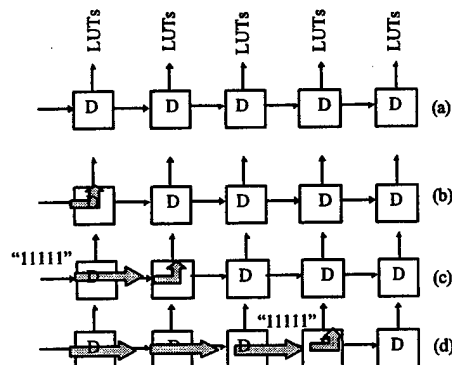 LUTs LUTs LUTs LUTs LUTs
D D D D D (a)
D D D D (b)
"11111"
D D D D (c)
"11111"
D D D D (d)